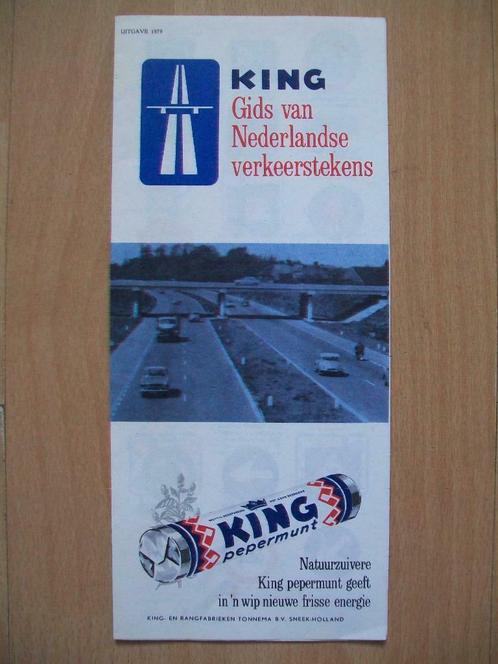 UITGAVE 1979
KING
Gids van
Nederlandse
verkeerstekens
KING
pepermunt
Natuurzuivere
King pepermunt geeft
in 'n wip nieuwe frisse energie
KING- EN RANGFABRIEKEN TONNEMA B.V. SNEEK-HOLLAND